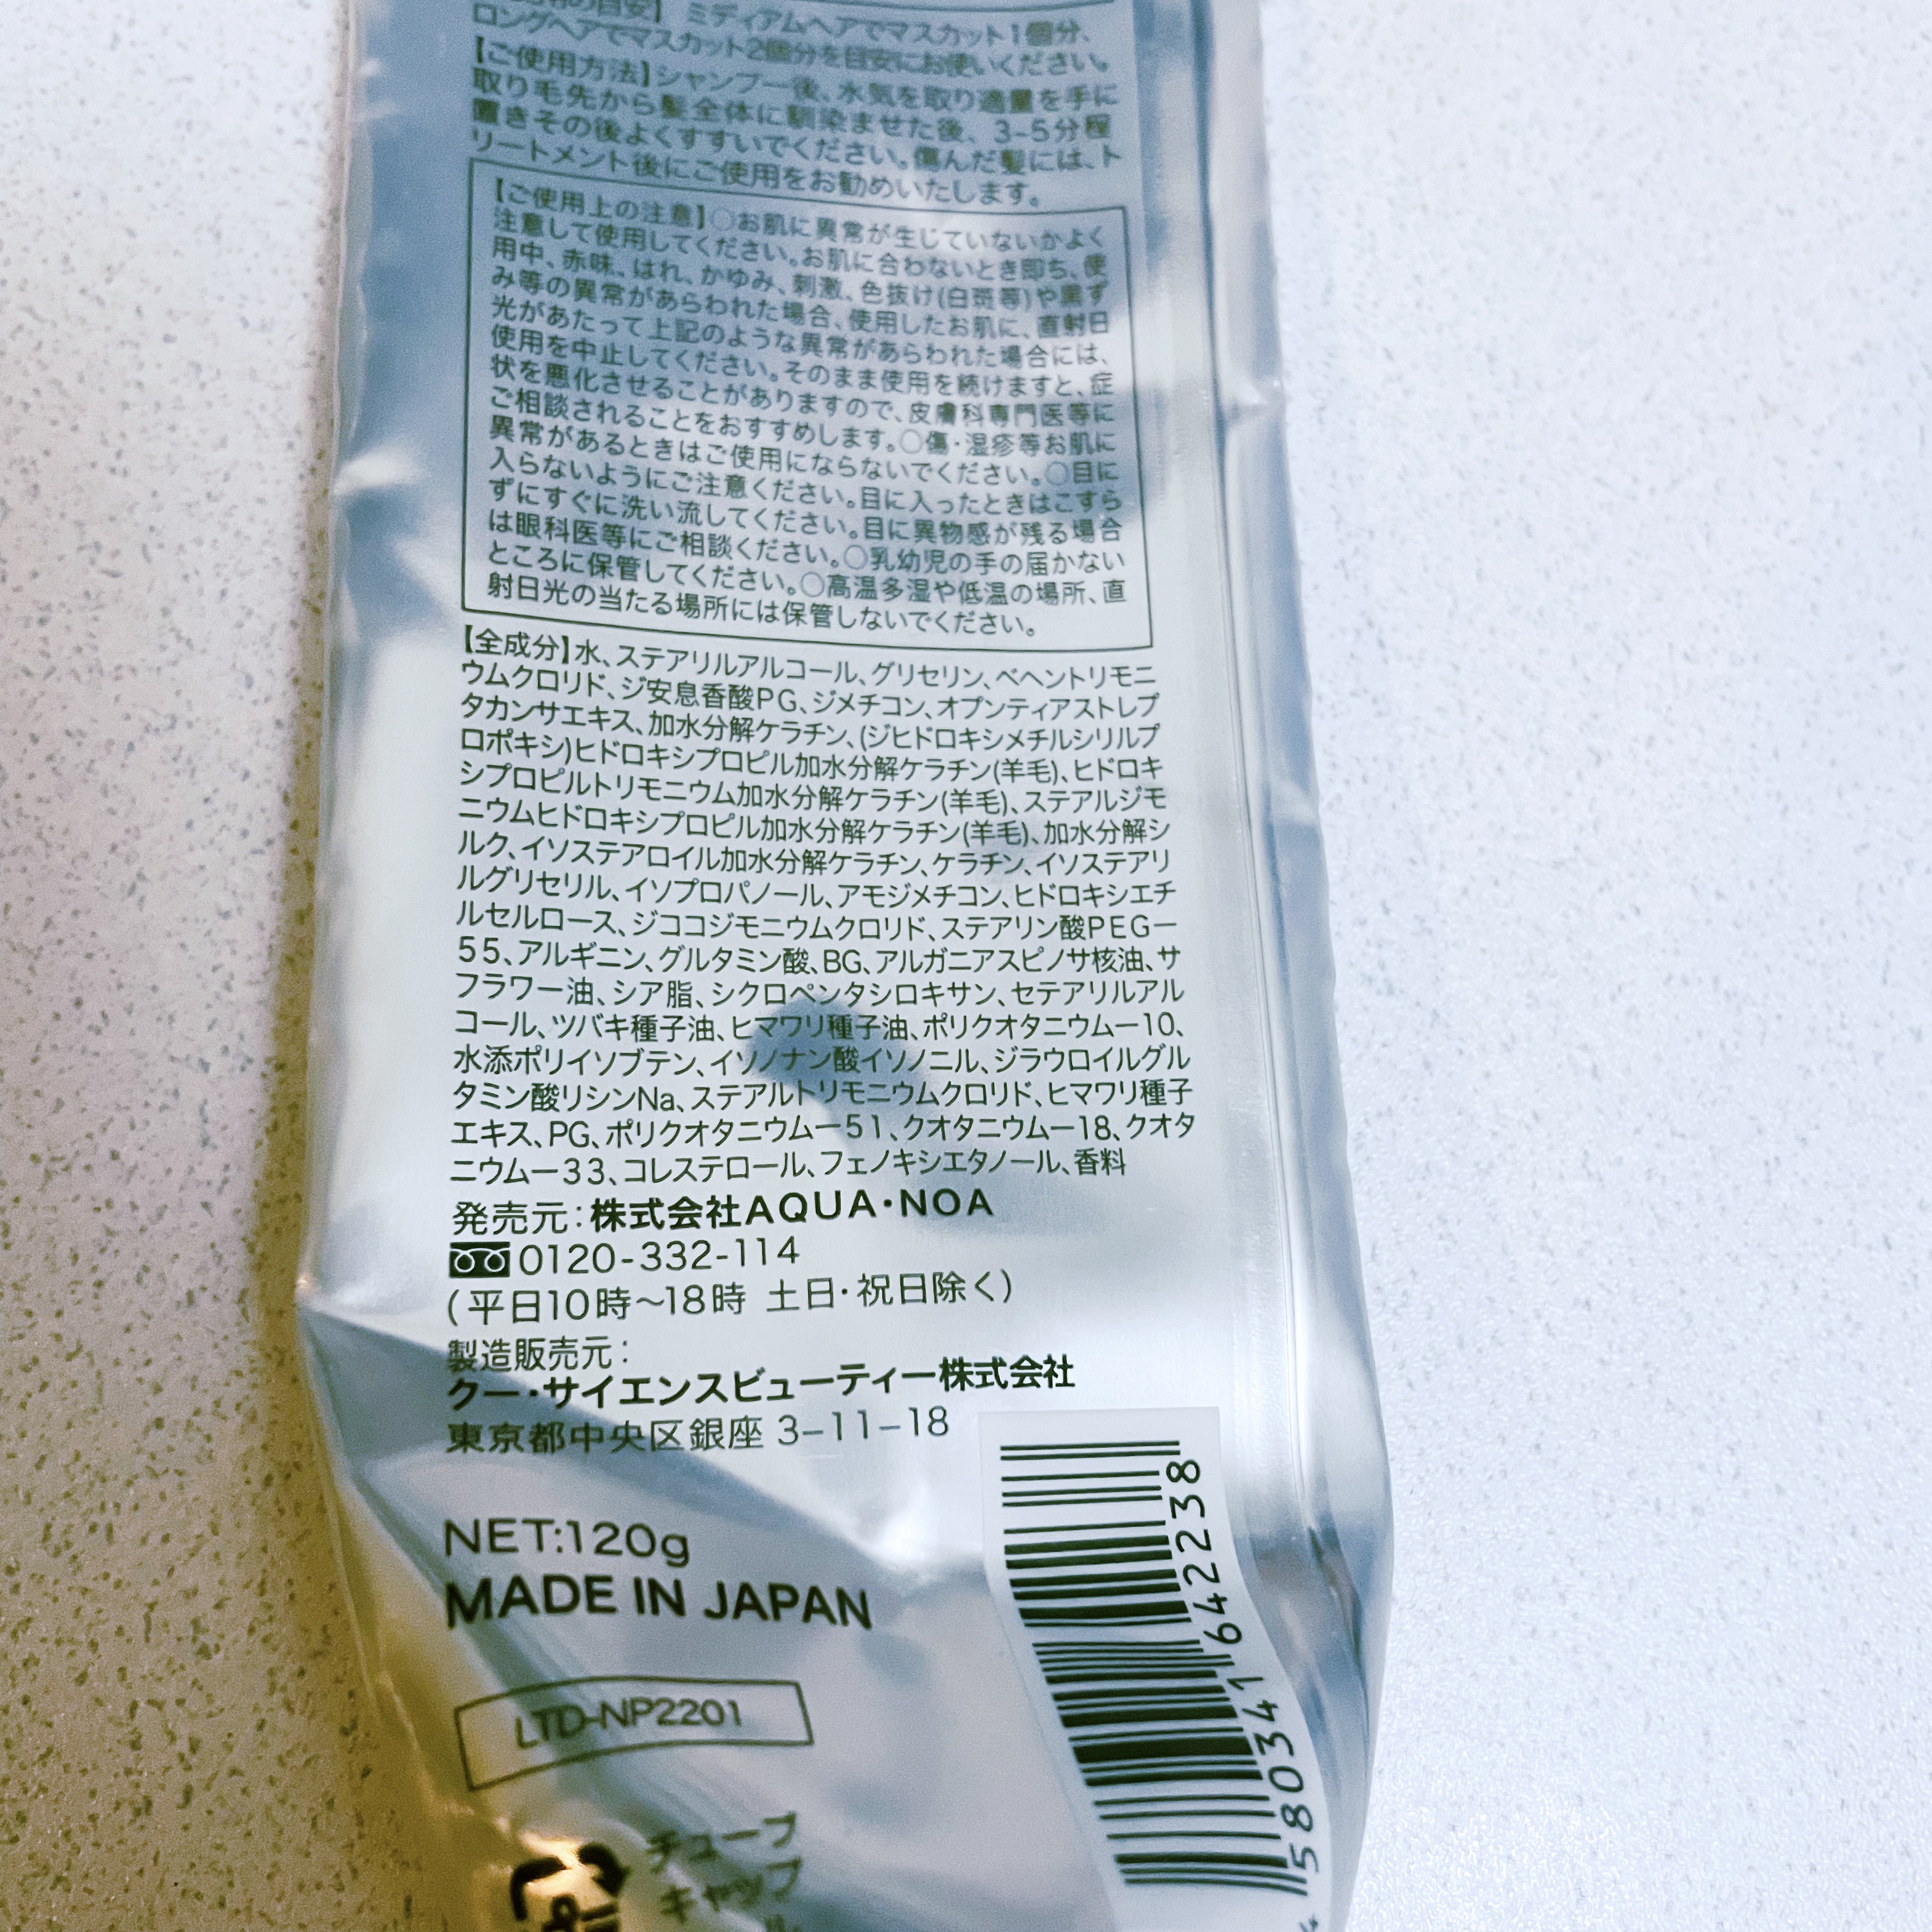 ミディアムヘアでマスカット1個分、
ロングヘアでマスカット2個分を目安にお使いください。
【ご使用方法】シャンプー後、水気を取り適量を手に
取り毛先から髪全体に馴染ませた後、3-5分程
置きその後よくすすいでください。傷んだ髪には、ト
リートメント後にご使用をお勧めいたします。
【ご使用上の注意】○お肌に異常が生じていないかよく
注意して使用してください。お肌に合わないとき即ち、使
用中、赤味、はれ、かゆみ、刺激、色抜け(白斑等)や黒ず
み等の異常があらわれた場合、使用したお肌に、直射日
光があたって上記のような異常があらわれた場合には、
使用を中止してください。そのまま使用を続けますと、症
状を悪化させることがありますので、皮膚科専門医等に
ご相談されることをおすすめします。○傷・湿疹等お肌に
異常があるときはご使用にならないでください。○目に
入らないようにご注意ください。目に入ったときはこすら
ずにすぐに洗い流してください。目に異物感が残る場合
は眼科医等にご相談ください。○乳幼児の手の届かない
ところに保管してください。○高温多湿や低温の場所、直
射日光の当たる場所には保管しないでください。
【全成分】水、ステアリルアルコール、グリセリン、ベヘントリモニ
ウムクロリド、ジ安息香酸PG、ジメチコン、オプンティアストレプ
タカンサエキス、加水分解ケラチン、(ジヒドロキシメチルシリルプ
ロポキシ)ヒドロキシプロピル加水分解ケラチン(羊毛)、ヒドロキ
シプロピルトリモニウム加水分解ケラチン(羊毛)、ステアルジモ
ニウムヒドロキシプロピル加水分解ケラチン(羊毛)、加水分解シ
ルク、イソステアロイル加水分解ケラチン、ケラチン、イソステアリ
ルグリセリル、イソプロパノール、アモジメチコン、ヒドロキシエチ
ルセルロース、ジココジモニウムクロリド、ステアリン酸PEGー
55、アルギニン、グルタミン酸、BG、アルガニアスピノサ核油、サ
フラワー油、シア脂、シクロペンタシロキサン、セテアリルアル
コール、ツバキ種子油、ヒマワリ種子油、ポリクオタニウムー10、
水添ポリイソブテン、イソノナン酸イソノニル、ジラウロイルグル
タミン酸リシンNa、ステアルトリモニウムクロリド、ヒマワリ種子
エキス、PG、ポリクオタニウムー51、クオタニウムー18、クオタ
ニウムー33、コレステロール、フェノキシエタノール、香料
発売元:株式会社AQUA・NOA
0120-332-114
(平日10時～18時 土日・祝日除く)
製造販売元:
クー・サイエンスビューティー株式会社
東京都中央区銀座 3−11−18
NET:120g
MADE IN JAPAN
LTD-NP2201
チューブ
キャップ
580341 642238